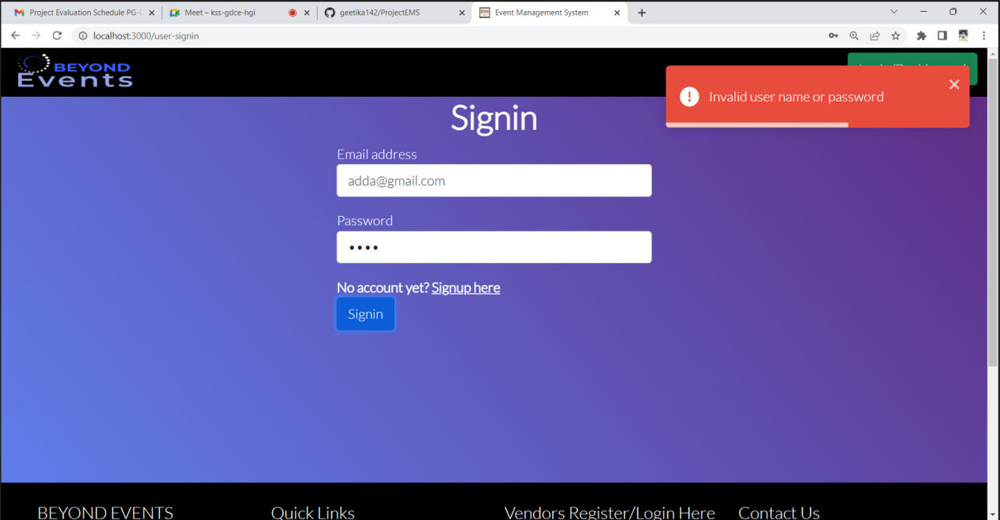 Project Evaluation Schedule PG-D
Meet – kss-gdce-hgi
geetika142/ProjectEMS
Event Management System
localhost:3000/user-signin
BEYOND
Events
Invalid user name or password
Signin
Email address
adda@gmail.com
Password
No account yet? Signup here
Signin
BEYOND EVENTS
Quick Links
Vendors Register/Login Here
Contact Us